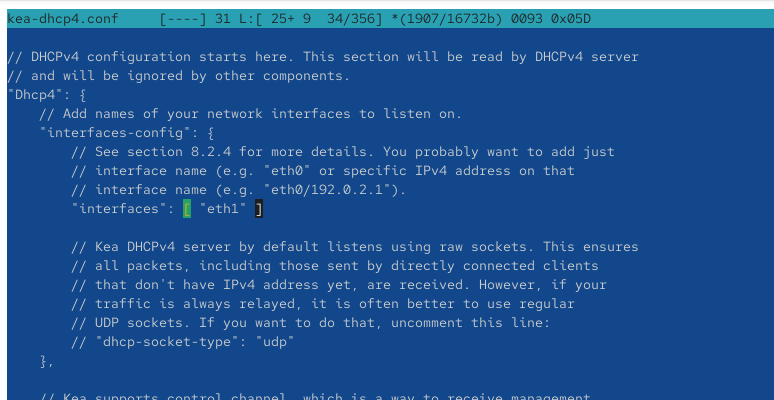 kea-dhcp4.conf     [----] 31 L:[ 25+ 9  34/356] *(1907/16732b) 0093 0x05D
// DHCPv4 configuration starts here. This section will be read by DHCPv4 server
// and will be ignored by other components.
"Dhcp4": {
    // Add names of your network interfaces to listen on.
    "interfaces-config": {
        // See section 8.2.4 for more details. You probably want to add just
        // interface name (e.g. "eth0" or specific IPv4 address on that
        // interface name (e.g. "eth0/192.0.2.1").
        "interfaces": [ "eth1" ]
        // Kea DHCPv4 server by default listens using raw sockets. This ensures
        // all packets, including those sent by directly connected clients
        // that don't have IPv4 address yet, are received. However, if your
        // traffic is always relayed, it is often better to use regular
        // UDP sockets. If you want to do that, uncomment this line:
        // "dhcp-socket-type": "udp"
    },
    // Kea supports control channel, which is a way to receive management